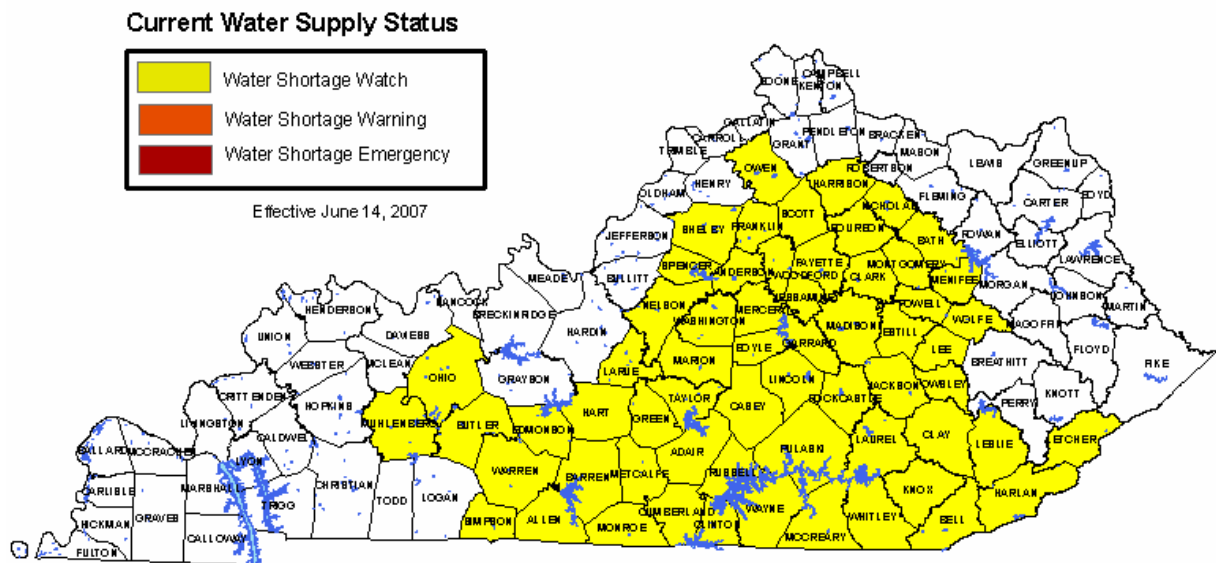 Current Water Supply Status
Water Shortage Watch
Water Shortage Warning
Water Shortage Emergency
Effective June 14, 2007
BOONE
CAMPBELL
KENTON
GALLATIN
CARROLL
TRIMBLE
GRANT
PENDLETON
BRACKEN
MASON
LEWIS
GREENUP
OWEN
ROBERTSON
HENRY
OLDHAM
HARRISON
FLEMING
CARTER
BOYD
NICHOLAS
SCOTT
SHELBY
FRANKLIN
BOURBON
JEFFERSON
BATH
ROWAN
ELLIOTT
LAWRENCE
SPENCER
ANDERSON
FAYETTE
WOODFORD
CLARK
MONTGOMERY
MENIFEE
MORGAN
BULLITT
MEADE
HANCOCK
BRECKINRIDGE
NELSON
WASHINGTON
MERCER
JESSAMINE
MADISON
POWELL
ESTILL
WOLFE
JOHNSON
MARTIN
MAGOFFIN
HENDERSON
DAVIESS
UNION
HARDIN
BOYLE
GARRARD
LEE
BREATHITT
FLOYD
PIKE
WEBSTER
MCLEAN
OHIO
GRAYSON
LARUE
MARION
LINCOLN
JACKSON
OWSLEY
PERRY
KNOTT
CRITTENDEN
HOPKINS
MUHLENBERG
BUTLER
EDMONSON
HART
GREEN
TAYLOR
CASEY
ROCKCASTLE
LIVINGSTON
CALDWELL
LAUREL
CLAY
LESLIE
LETCHER
BALLARD
MCCRACKEN
LYON
WARREN
BARREN
METCALFE
ADAIR
RUSSELL
PULASKI
CARLISLE
MARSHALL
TRIGG
CHRISTIAN
TODD
LOGAN
KNOX
HARLAN
HICKMAN
GRAVES
SIMPSON
ALLEN
MONROE
CUMBERLAND
CLINTON
WAYNE
WHITLEY
BELL
FULTON
CALLOWAY
MCCREARY